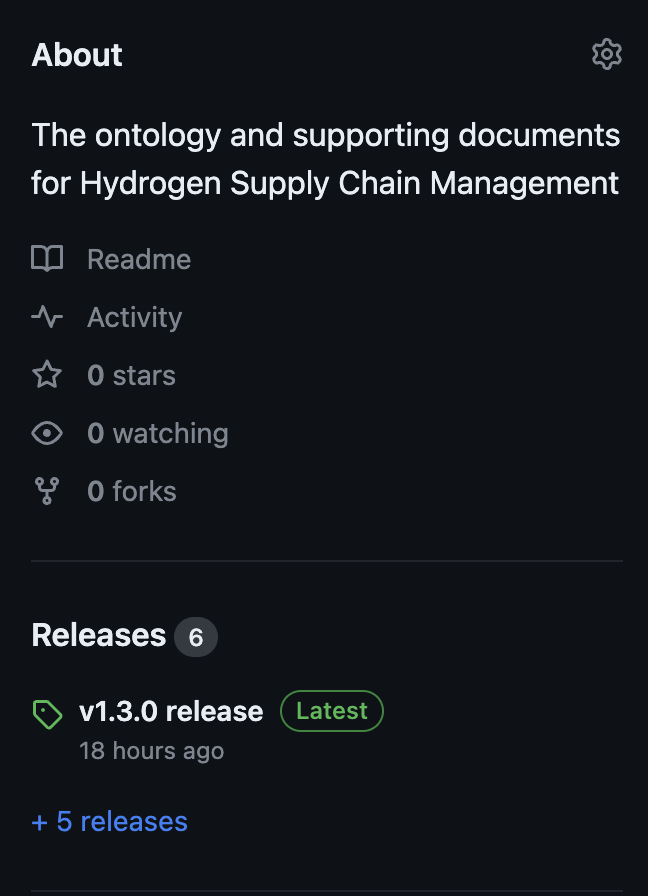 About
The ontology and supporting documents
for Hydrogen Supply Chain Management
Readme
Activity
0 stars
0 watching
0 forks
Releases 6
v1.3.0 release Latest
18 hours ago
+ 5 releases